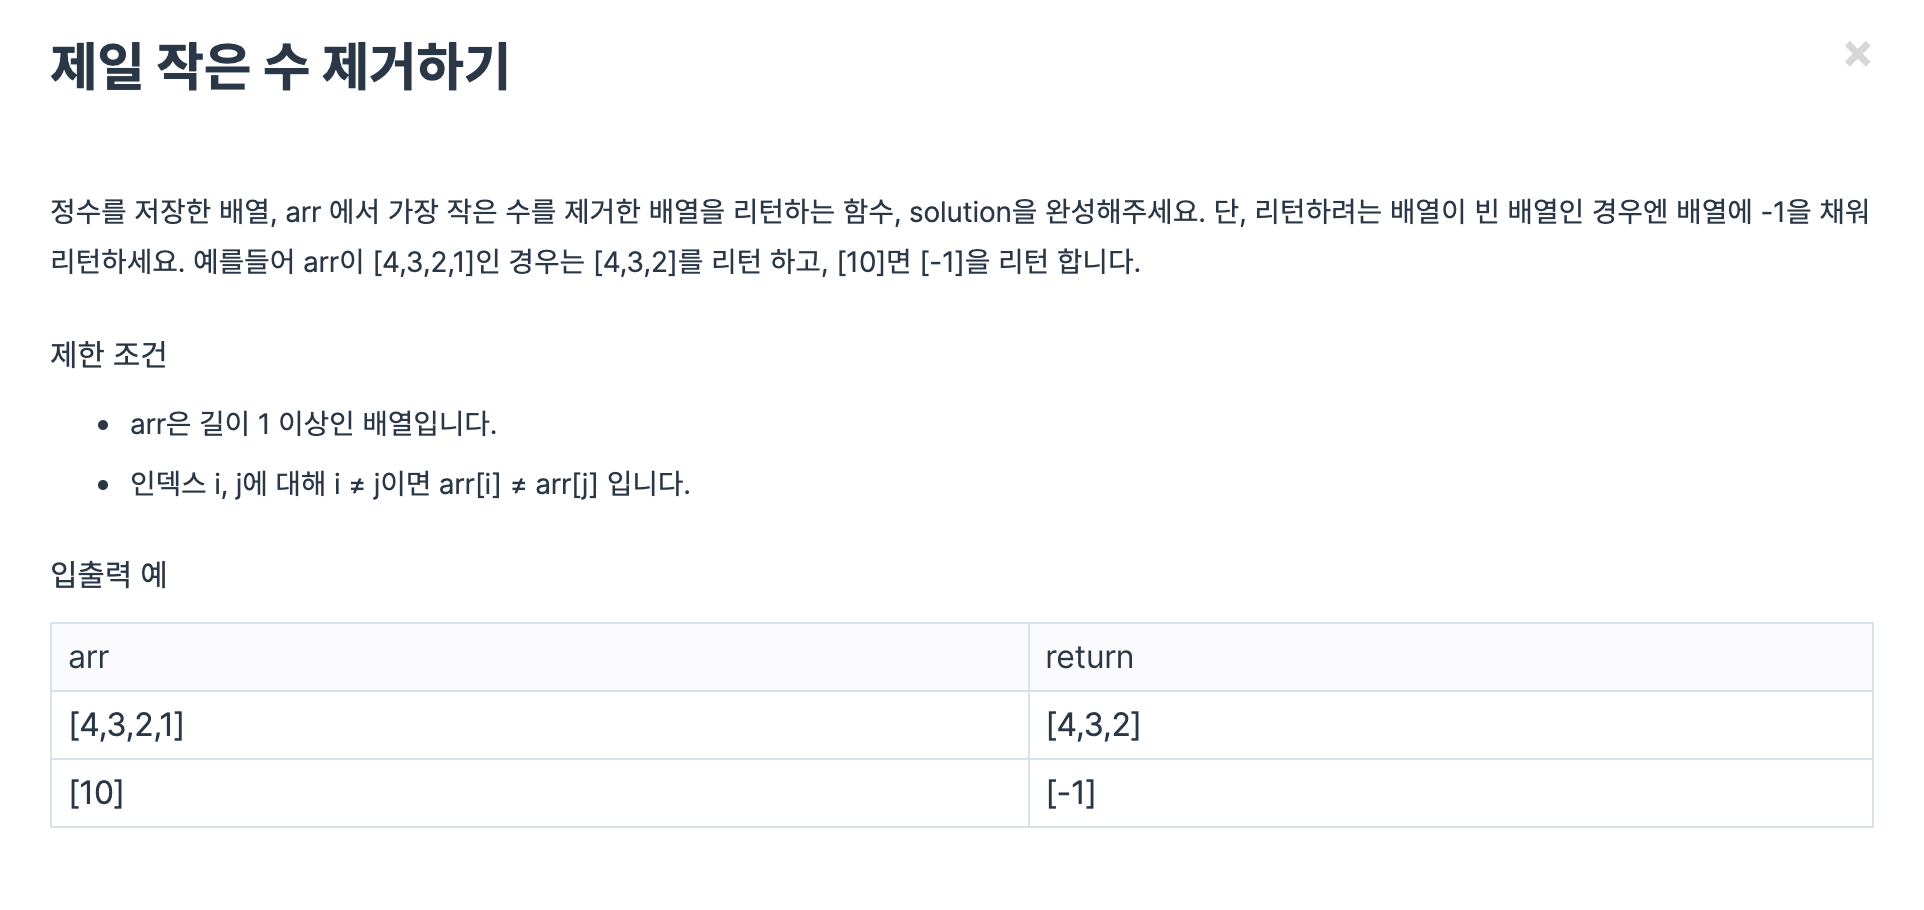 제일 작은 수 제거하기
정수를 저장한 배열, arr 에서 가장 작은 수를 제거한 배열을 리턴하는 함수, solution을 완성해주세요. 단, 리턴하려는 배열이 빈 배열인 경우엔 배열에 -1을 채워
리턴하세요. 예를들어 arr이 [4,3,2,1]인 경우는 [4,3,2]를 리턴 하고, [10]면 [-1]을 리턴 합니다.
제한 조건
• arr은 길이 1 이상인 배열입니다.
• 인덱스 i, j에 대해 i ≠ j이면 arr[i] ≠ arr[j] 입니다.
입출력 예
arr return
[4,3,2,1] [4,3,2]
[10] [-1]